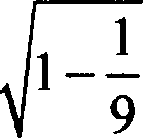 √(1 - 1/9)